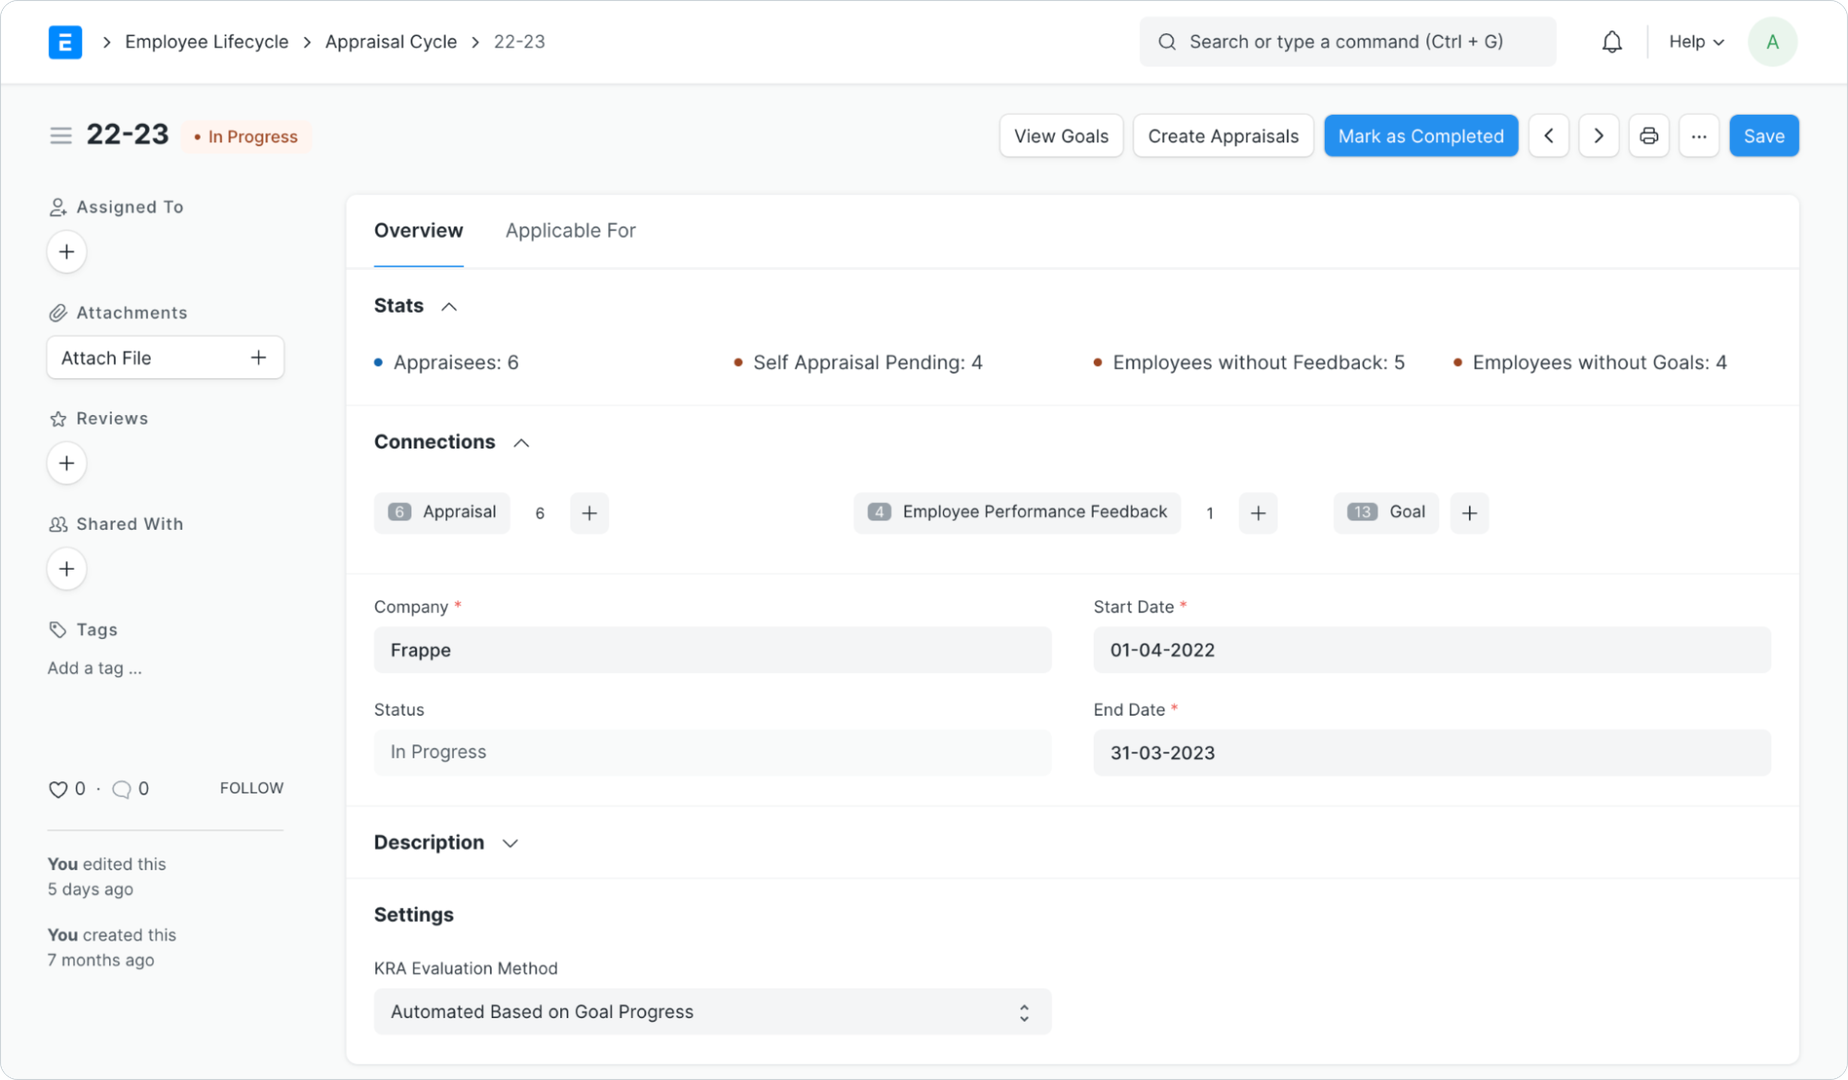 E Employee Lifecycle Appraisal Cycle 22-23 Search or type a command (Ctrl + G) Help A
22-23 In Progress View Goals Create Appraisals Mark as Completed ... Save
Assigned To
Attachments
Attach File
Reviews
Shared With
Tags
Add a tag ...
0 · 0 FOLLOW
You edited this
5 days ago
You created this
7 months ago
Overview Applicable For
Stats
Appraisees: 6 Self Appraisal Pending: 4 Employees without Feedback: 5 Employees without Goals: 4
Connections
6 Appraisal 6 4 Employee Performance Feedback 1 13 Goal
Company * Start Date *
Frappe 01-04-2022
Status End Date *
In Progress 31-03-2023
Description
Settings
KRA Evaluation Method
Automated Based on Goal Progress